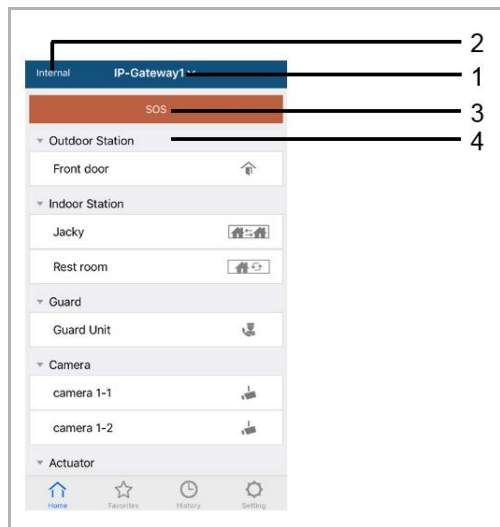 2
Internal IP-Gateway1
1
SOS
3
Outdoor Station
4
Front door
Indoor Station
Jacky
Rest room
Guard
Guard Unit
Camera
camera 1-1
camera 1-2
Actuator
Home Favorites History Setting